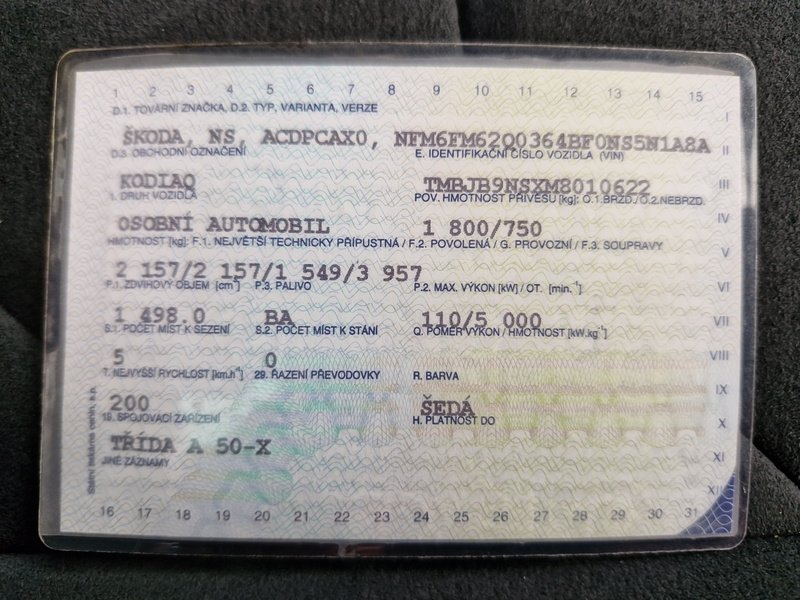 1 2 3 4 5 6 7 8 9 10 11 12 13 14 15
D.1. TOVÁRNÍ ZNAČKA, D.2. TYP, VARIANTA, VERZE
I
ŠKODA, NS, ACDPCAX0, NFM6FM62Q0364BF0NS5N1A8A
D.3. OBCHODNÍ OZNAČENÍ E. IDENTIFIKAČNÍ ČÍSLO VOZIDLA (VIN)
II
KODIAQ TMBJB9NSXM8010622
III
1. DRUH VOZIDLA POV. HMOTNOST PŘÍVĚSU [kg]: O.1 BRZD./O.2.NEBRZD.
OSOBNÍ AUTOMOBIL 1 800/750
IV
HMOTNOST [kg]: F.1. NEJVĚTŠÍ TECHNICKY PŘÍPUSTNÁ / F.2. POVOLENÁ / G. PROVOZNÍ / F.3. SOUPRAVY
V
2 157/2 157/1 549/3 957
P.1. ZDVIHOVÝ OBJEM [cm³] P.3. PALIVO P.2. MAX. VÝKON [kW] / OT. [min.⁻¹]
VI
1 498.0 BA 110/5 000
VII
S.1. POČET MÍST K SEZENÍ S.2. POČET MÍST K STÁNÍ Q. POMĚR VÝKON / HMOTNOST [kW.kg⁻¹]
5 0
VIII
T. NEJVYŠŠÍ RYCHLOST [km.h⁻¹] 29. ŘAZENÍ PŘEVODOVKY R. BARVA
IX
200 ŠEDÁ
19. SPOJOVACÍ ZAŘÍZENÍ H. PLATNOST DO
X
TŘÍDA A 50-X
XI
JINÉ ZÁZNAMY
XII
16 17 18 19 20 21 22 23 24 25 26 27 28 29 30 31
Státní tiskárna cenin, s.p.